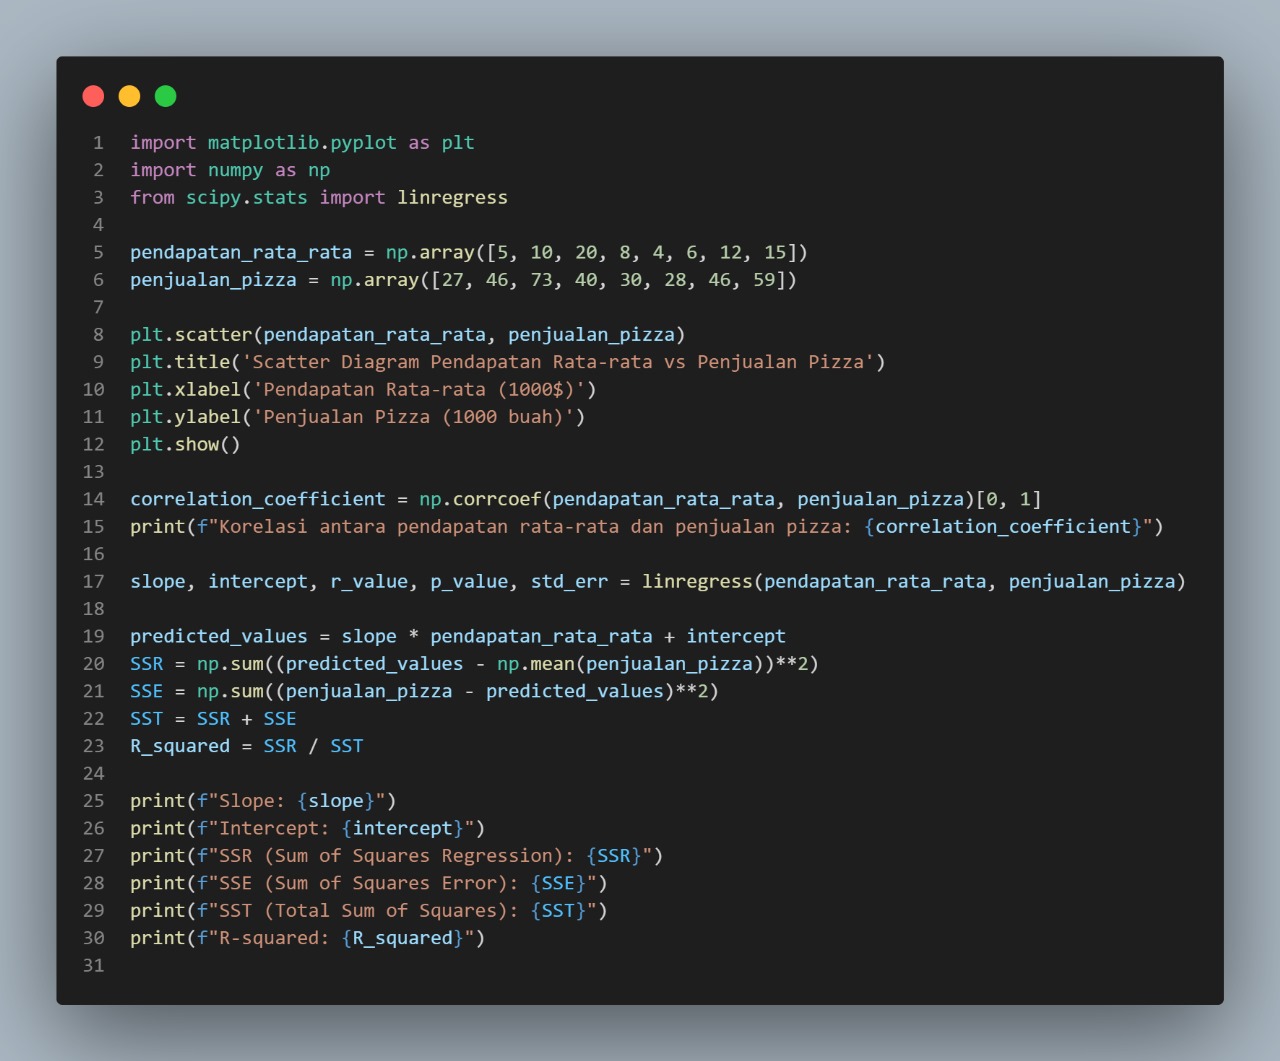 1 import matplotlib.pyplot as plt
2 import numpy as np
3 from scipy.stats import linregress
4
5 pendapatan_rata_rata = np.array([5, 10, 20, 8, 4, 6, 12, 15])
6 penjualan_pizza = np.array([27, 46, 73, 40, 30, 28, 46, 59])
7
8 plt.scatter(pendapatan_rata_rata, penjualan_pizza)
9 plt.title('Scatter Diagram Pendapatan Rata-rata vs Penjualan Pizza')
10 plt.xlabel('Pendapatan Rata-rata (1000$)')
11 plt.ylabel('Penjualan Pizza (1000 buah)')
12 plt.show()
13
14 correlation_coefficient = np.corrcoef(pendapatan_rata_rata, penjualan_pizza)[0, 1]
15 print(f"Korelasi antara pendapatan rata-rata dan penjualan pizza: {correlation_coefficient}")
16
17 slope, intercept, r_value, p_value, std_err = linregress(pendapatan_rata_rata, penjualan_pizza)
18
19 predicted_values = slope * pendapatan_rata_rata + intercept
20 SSR = np.sum((predicted_values - np.mean(penjualan_pizza))**2)
21 SSE = np.sum((penjualan_pizza - predicted_values)**2)
22 SST = SSR + SSE
23 R_squared = SSR / SST
24
25 print(f"Slope: {slope}")
26 print(f"Intercept: {intercept}")
27 print(f"SSR (Sum of Squares Regression): {SSR}")
28 print(f"SSE (Sum of Squares Error): {SSE}")
29 print(f"SST (Total Sum of Squares): {SST}")
30 print(f"R-squared: {R_squared}")
31